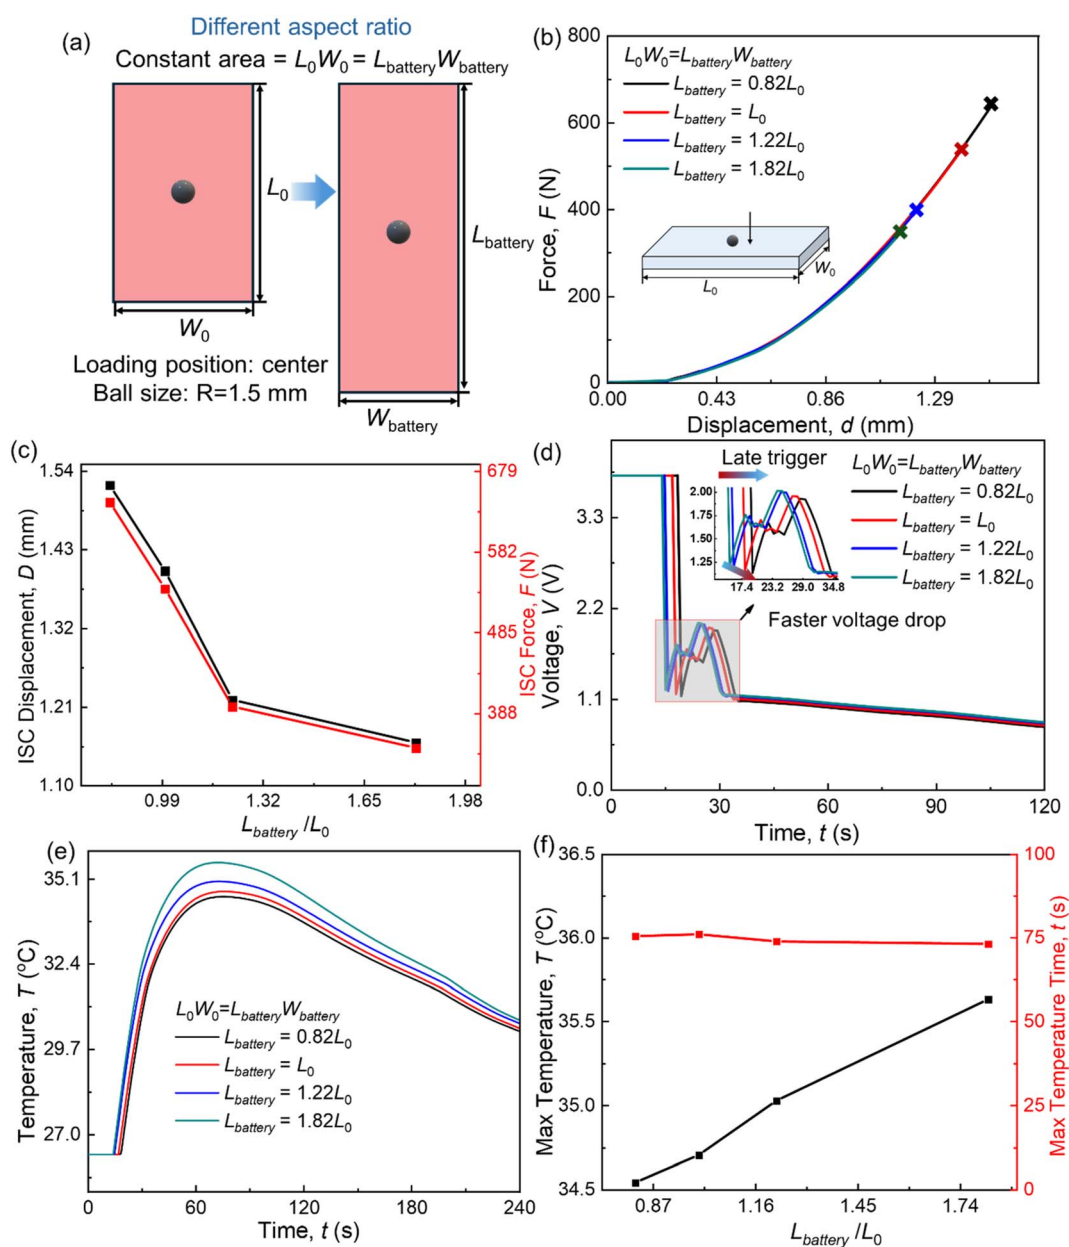 Different aspect ratio
(a)
Constant area = L0W0 = LbatteryWbattery
L0
Lbattery
W0
Loading position: center
Ball size: R=1.5 mm
Wbattery
(b)
800
600
400
200
0
Force, F (N)
L0W0=LbatteryWbattery
Lbattery = 0.82L0
Lbattery = L0
Lbattery = 1.22L0
Lbattery = 1.82L0
W0
L0
0.00
0.43
0.86
1.29
Displacement, d (mm)
(c)
1.54
1.43
1.32
1.21
1.10
ISC Displacement, D (mm)
679
582
485
388
ISC Force, F (N)
0.99
1.32
1.65
1.98
Lbattery /L0
(d)
3.3
2.2
1.1
0.0
Voltage, V (V)
Late trigger
2.00
1.75
1.50
1.25
17.4
23.2
29.0
34.8
L0W0=LbatteryWbattery
Lbattery = 0.82L0
Lbattery = L0
Lbattery = 1.22L0
Lbattery = 1.82L0
Faster voltage drop
0
30
60
90
120
Time, t (s)
(e)
35.1
32.4
29.7
27.0
Temperature, T (°C)
L0W0=LbatteryWbattery
Lbattery = 0.82L0
Lbattery = L0
Lbattery = 1.22L0
Lbattery = 1.82L0
0
60
120
180
240
Time, t (s)
(f)
36.5
36.0
35.5
35.0
34.5
Max Temperature, T (°C)
100
75
50
25
0
Max Temperature Time, t (s)
0.87
1.16
1.45
1.74
Lbattery /L0